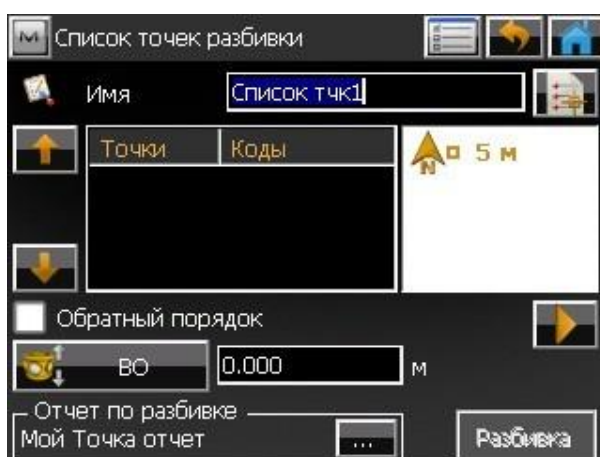 Список точек разбивки
Имя Список тчк1
Точки Коды
N 5 м
Обратный порядок
ВО 0.000 м
Отчет по разбивке
Мой Точка отчет ... Разбивка